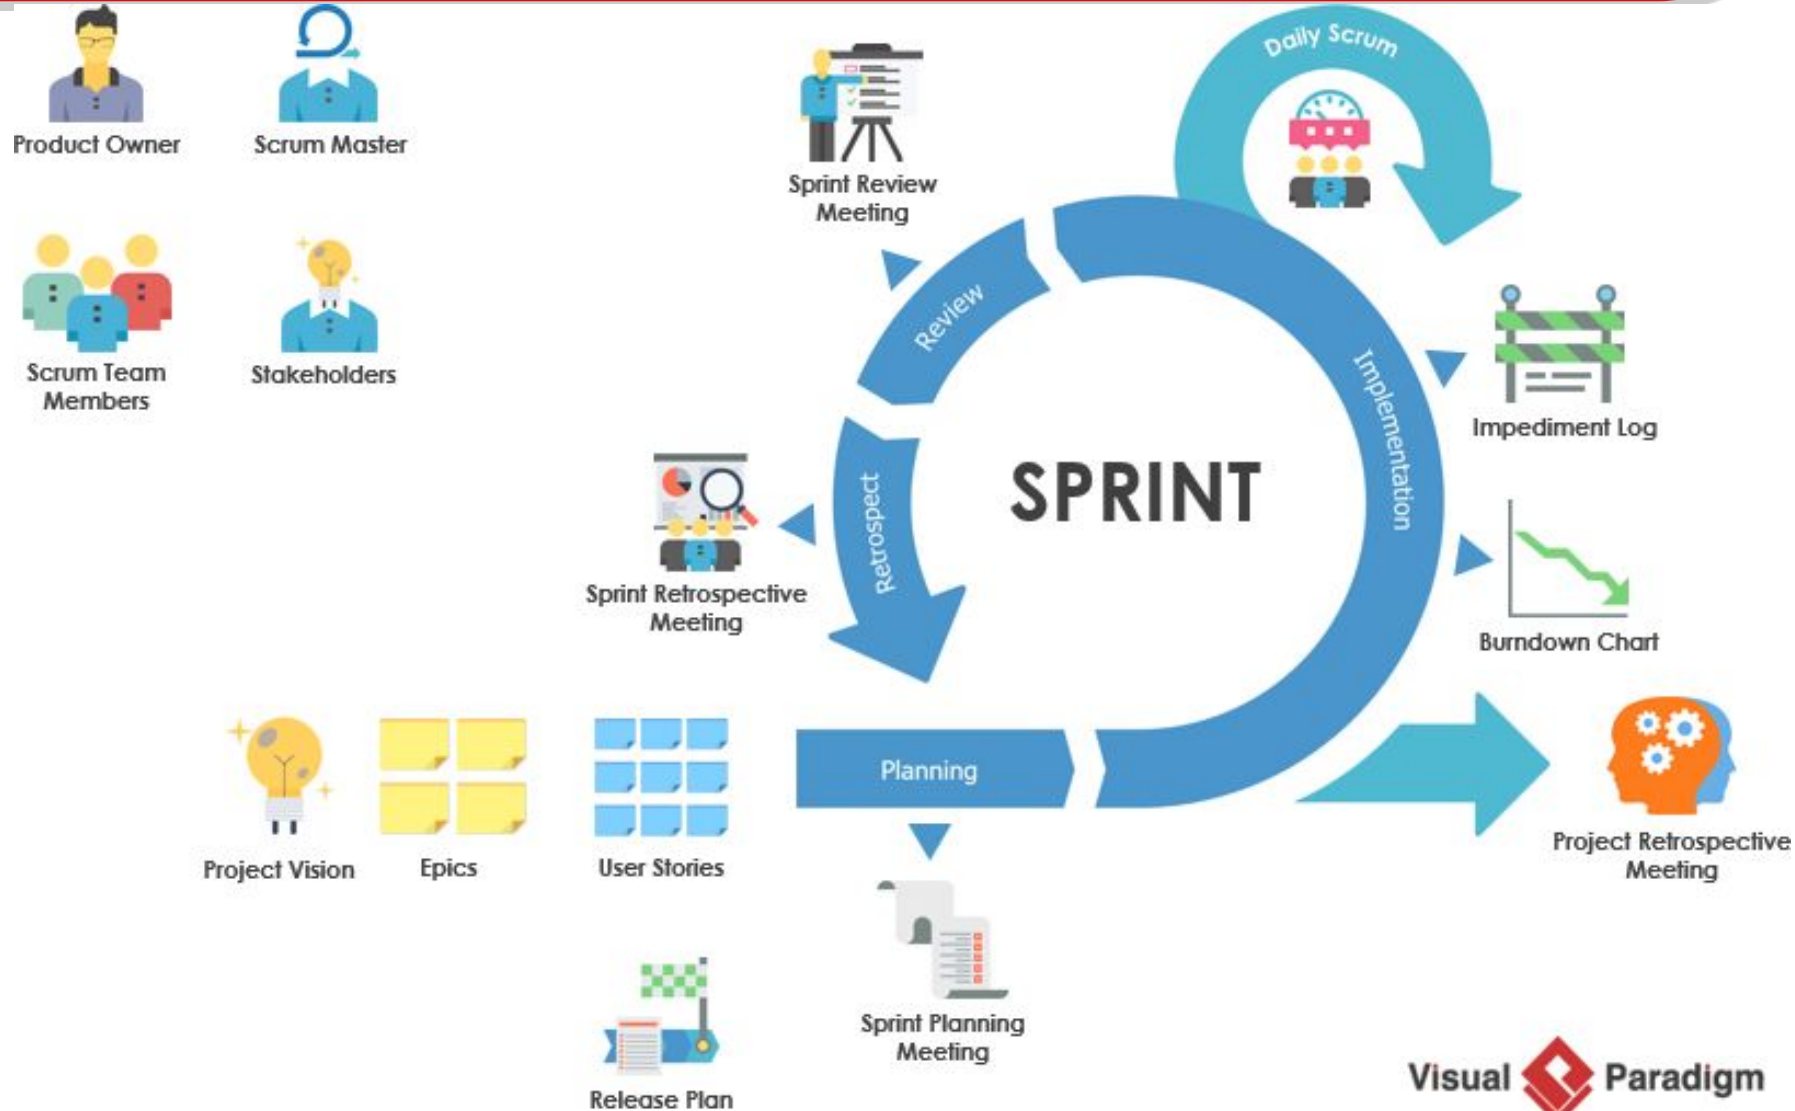 Product Owner
Scrum Master
Scrum Team
Members
Stakeholders
Sprint Review
Meeting
Daily Scrum
Review
Implementation
Impediment Log
SPRINT
Retrospect
Sprint Retrospective
Meeting
Burndown Chart
Project Vision
Epics
User Stories
Planning
Project Retrospective
Meeting
Sprint Planning
Meeting
Release Plan
Visual Paradigm